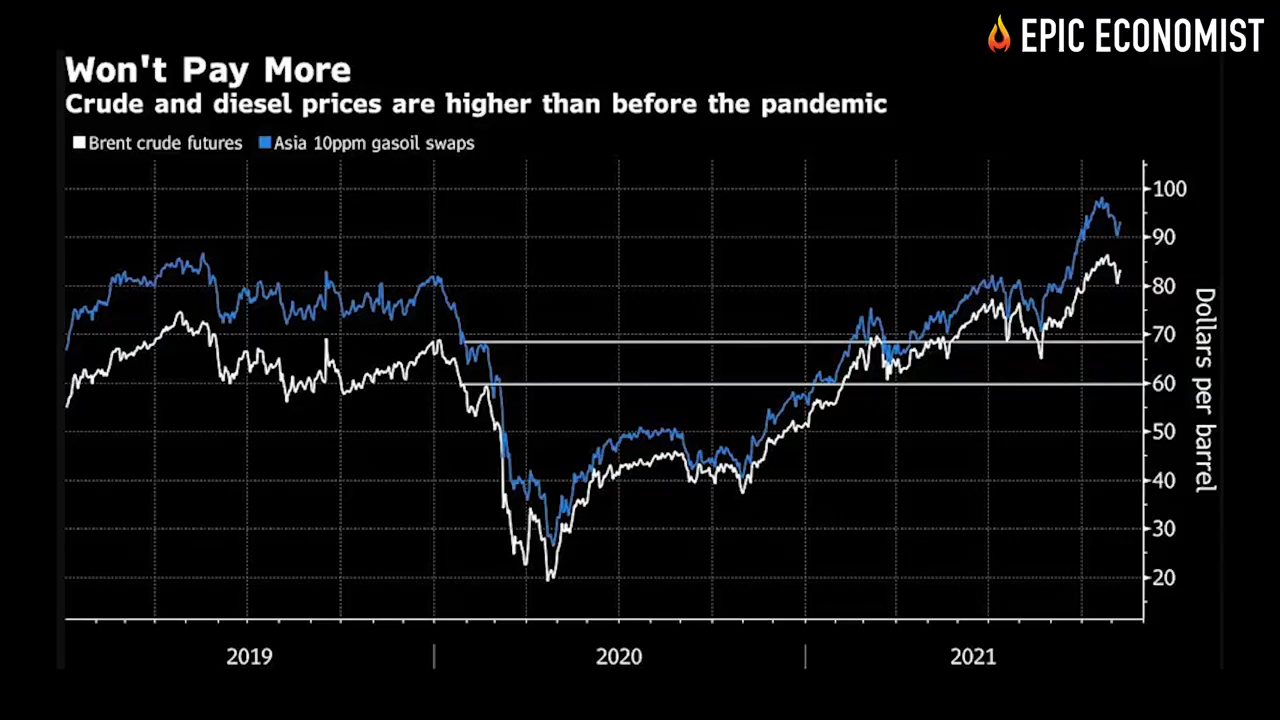 EPIC ECONOMIST
Won't Pay More
Crude and diesel prices are higher than before the pandemic
Brent crude futures Asia 10ppm gasoil swaps
100
90
80
70
60
50
40
30
20
Dollars per barrel
2019 2020 2021